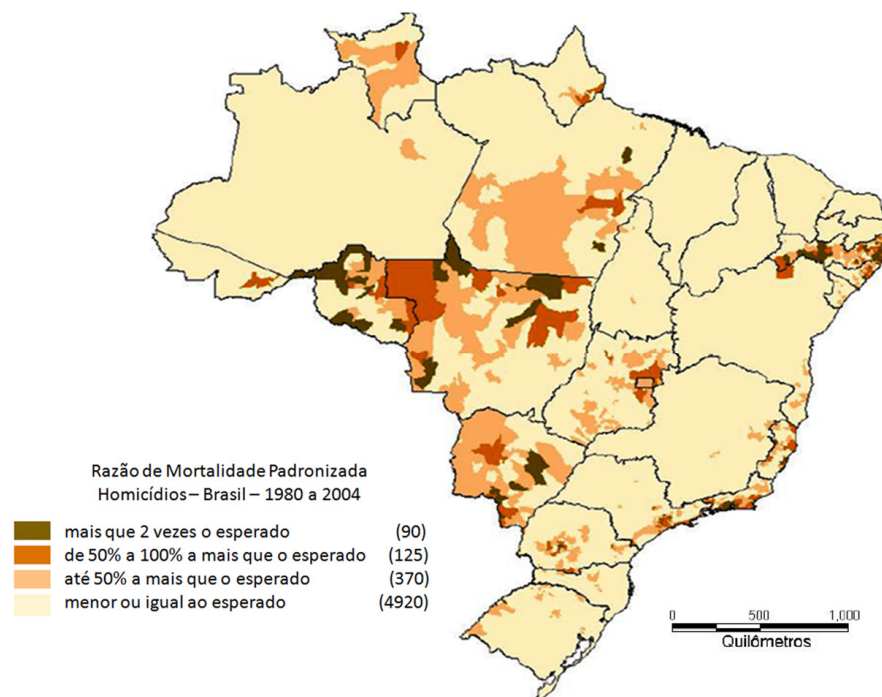 Razão de Mortalidade Padronizada
Homicídios – Brasil – 1980 a 2004
mais que 2 vezes o esperado (90)
de 50% a 100% a mais que o esperado (125)
até 50% a mais que o esperado (370)
menor ou igual ao esperado (4920)
0 500 1,000
Quilômetros